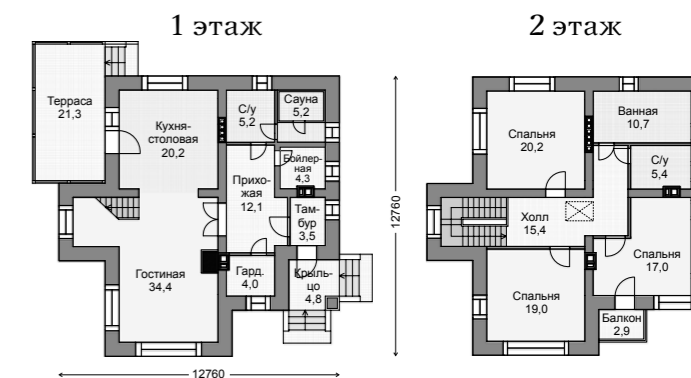 1 этаж
2 этаж
Терраса
21,3
Кухня-
столовая
20,2
С/у
5,2
Сауна
5,2
Бойлер-
ная
4,3
Прихо-
жая
12,1
Там-
бур
3,5
Гостиная
34,4
Гард.
4,0
Крыль-
цо
4,8
12760
12760
Спальня
20,2
Ванная
10,7
С/у
5,4
Холл
15,4
Спальня
17,0
Спальня
19,0
Балкон
2,9